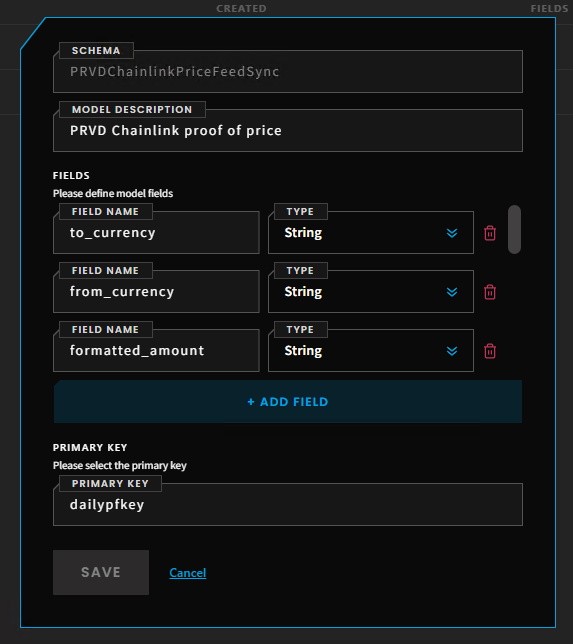 CREATED FIELDS
SCHEMA
PRVDChainlinkPriceFeedSync
MODEL DESCRIPTION
PRVD Chainlink proof of price
FIELDS
Please define model fields
FIELD NAME TYPE
to_currency String
FIELD NAME TYPE
from_currency String
FIELD NAME TYPE
formatted_amount String
+ ADD FIELD
PRIMARY KEY
Please select the primary key
PRIMARY KEY
dailypfkey
SAVE Cancel